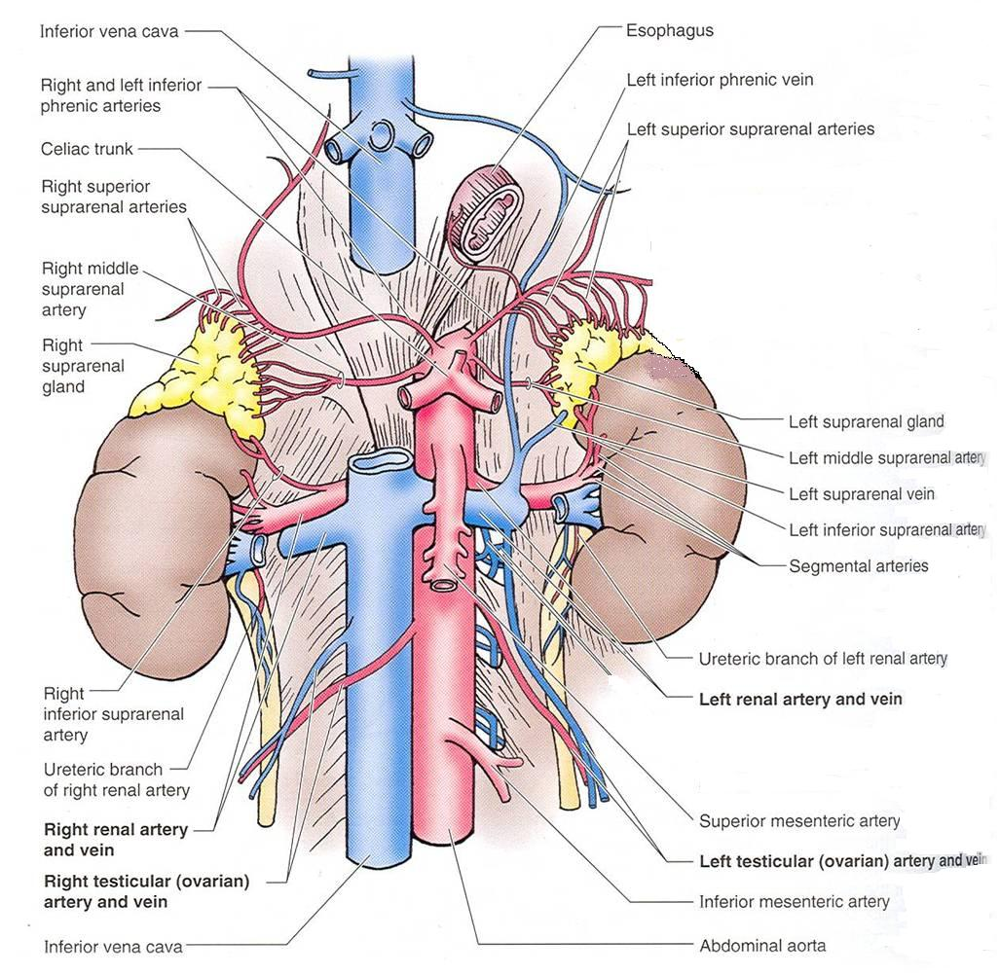 Inferior vena cava
Right and left inferior
phrenic arteries
Celiac trunk
Right superior
suprarenal arteries
Right middle
suprarenal
artery
Right
suprarenal
gland
Right
inferior suprarenal
artery
Ureteric branch
of right renal artery
Right renal artery
and vein
Right testicular (ovarian)
artery and vein
Inferior vena cava
Esophagus
Left inferior phrenic vein
Left superior suprarenal arteries
Left suprarenal gland
Left middle suprarenal artery
Left suprarenal vein
Left inferior suprarenal artery
Segmental arteries
Ureteric branch of left renal artery
Left renal artery and vein
Superior mesenteric artery
Left testicular (ovarian) artery and vein
Inferior mesenteric artery
Abdominal aorta